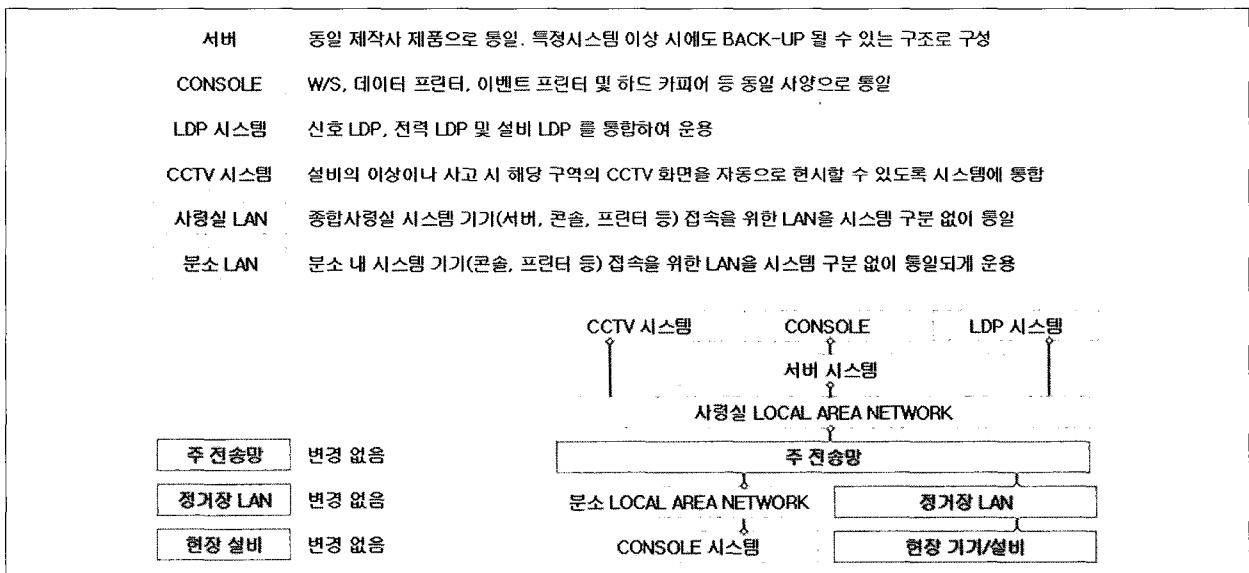 서버 동일 제작사 제품으로 통일. 특정시스템 이상 시에도 BACK-UP 될 수 있는 구조로 구성
CONSOLE W/S, 데이터 프린터, 이벤트 프린터 및 하드 카피어 등 동일 사양으로 통일
LDP 시스템 신호 LDP, 전력 LDP 및 설비 LDP 를 통합하여 운용
CCTV 시스템 설비의 이상이나 사고 시 해당 구역의 CCTV 화면을 자동으로 현시할 수 있도록 시스템에 통합
사령실 LAN 종합사령실 시스템 기기(서버, 콘솔, 프린터 등) 접속을 위한 LAN을 시스템 구분 없이 통일
분소 LAN 분소 내 시스템 기기(콘솔, 프린터 등) 접속을 위한 LAN을 시스템 구분 없이 통일되게 운용
CCTV 시스템 CONSOLE LDP 시스템
서버 시스템
사령실 LOCAL AREA NETWORK
주 전송망 변경 없음 주 전송망
정거장 LAN 변경 없음 분소 LOCAL AREA NETWORK 정거장 LAN
현장 설비 변경 없음 CONSOLE 시스템 현장 기기/설비